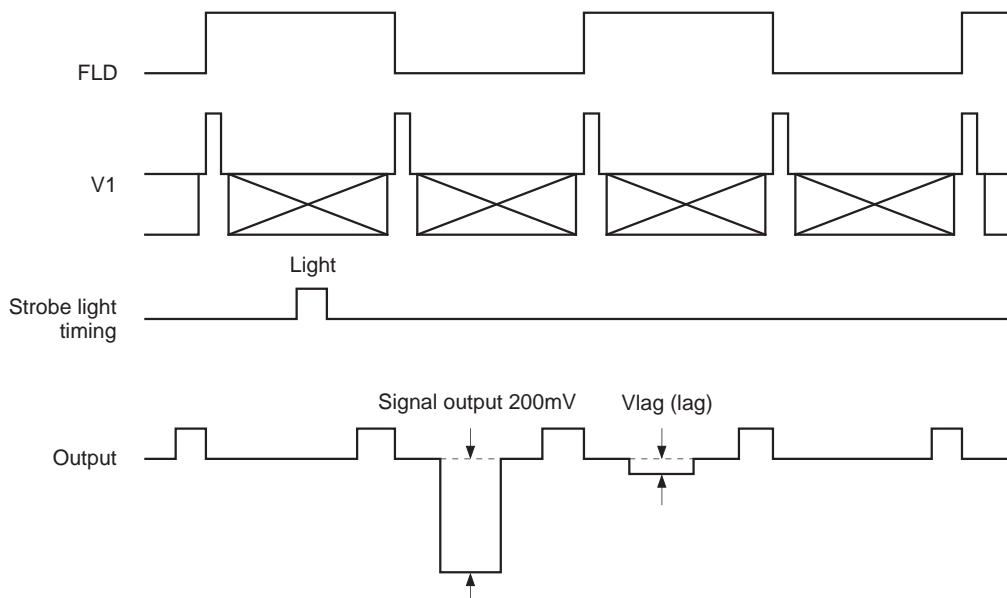 FLD
V1
Light
Strobe light
timing
Signal output 200mV
Vlag (lag)
Output